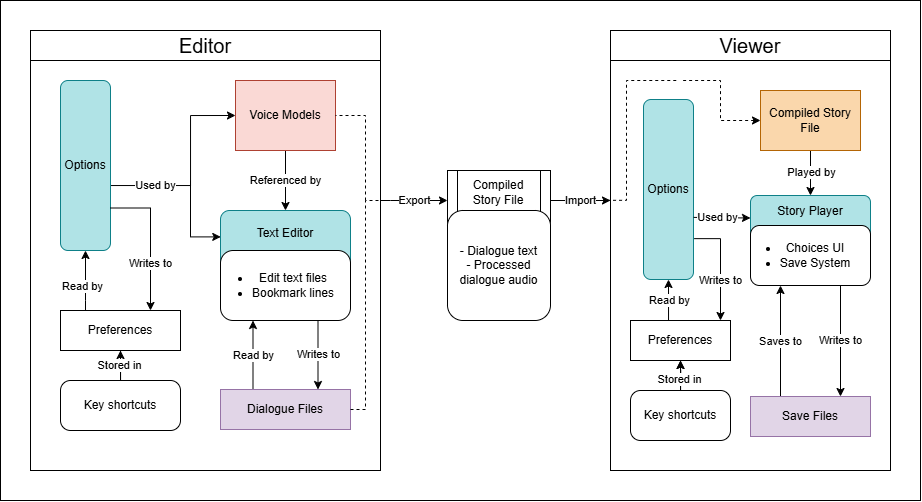 Editor
Options
Used by
Voice Models
Referenced by
Text Editor
Edit text files
Bookmark lines
Writes to
Read by
Preferences
Stored in
Key shortcuts
Read by
Writes to
Dialogue Files
Export
Compiled
Story File
- Dialogue text
- Processed
dialogue audio
Import
Viewer
Options
Used by
Compiled Story
File
Played by
Story Player
Choices UI
Save System
Writes to
Read by
Preferences
Stored in
Key shortcuts
Saves to
Writes to
Save Files